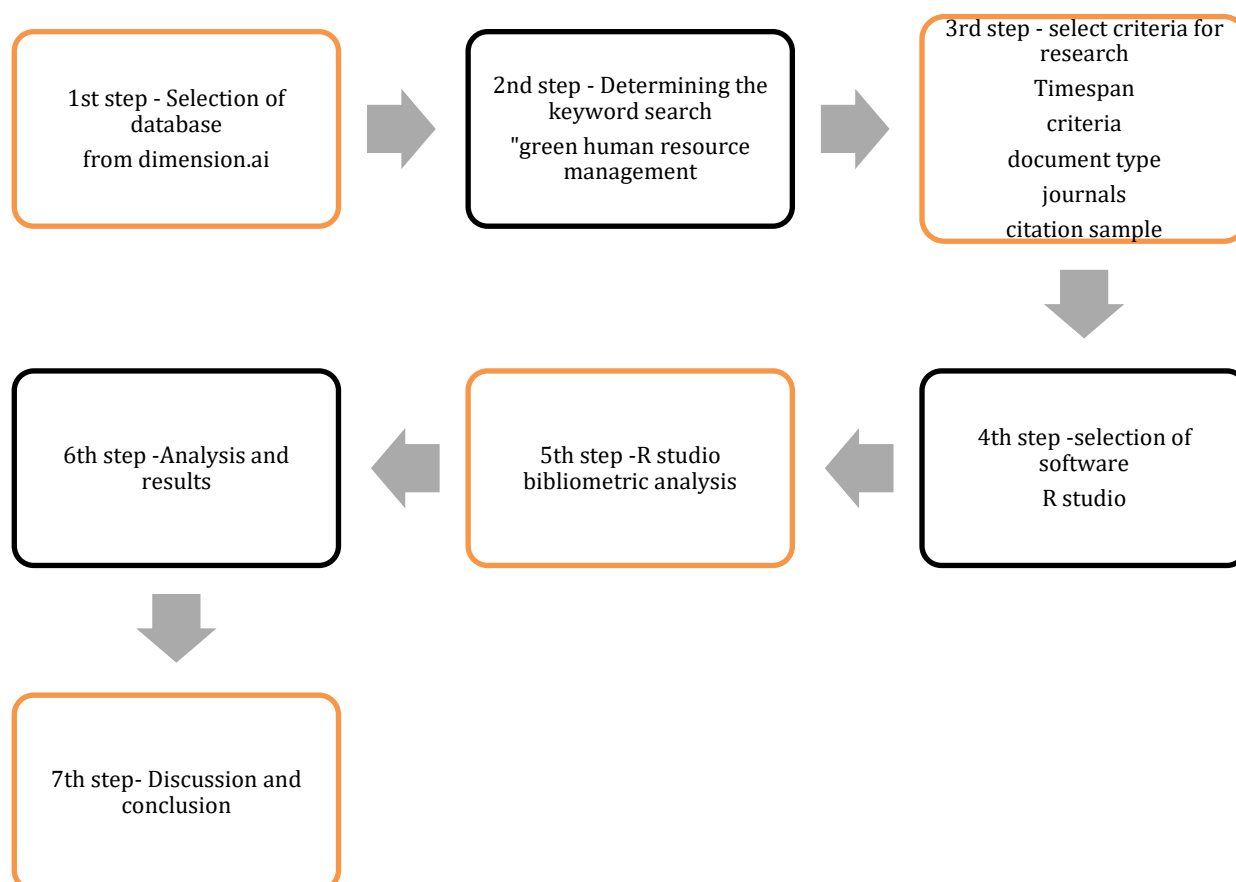 1st step - Selection of
database
from dimension.ai
2nd step - Determining the
keyword search
"green human resource
management
3rd step - select criteria for
research
Timespan
criteria
document type
journals
citation sample
4th step -selection of
software
R studio
5th step -R studio
bibliometric analysis
6th step -Analysis and
results
7th step- Discussion and
conclusion